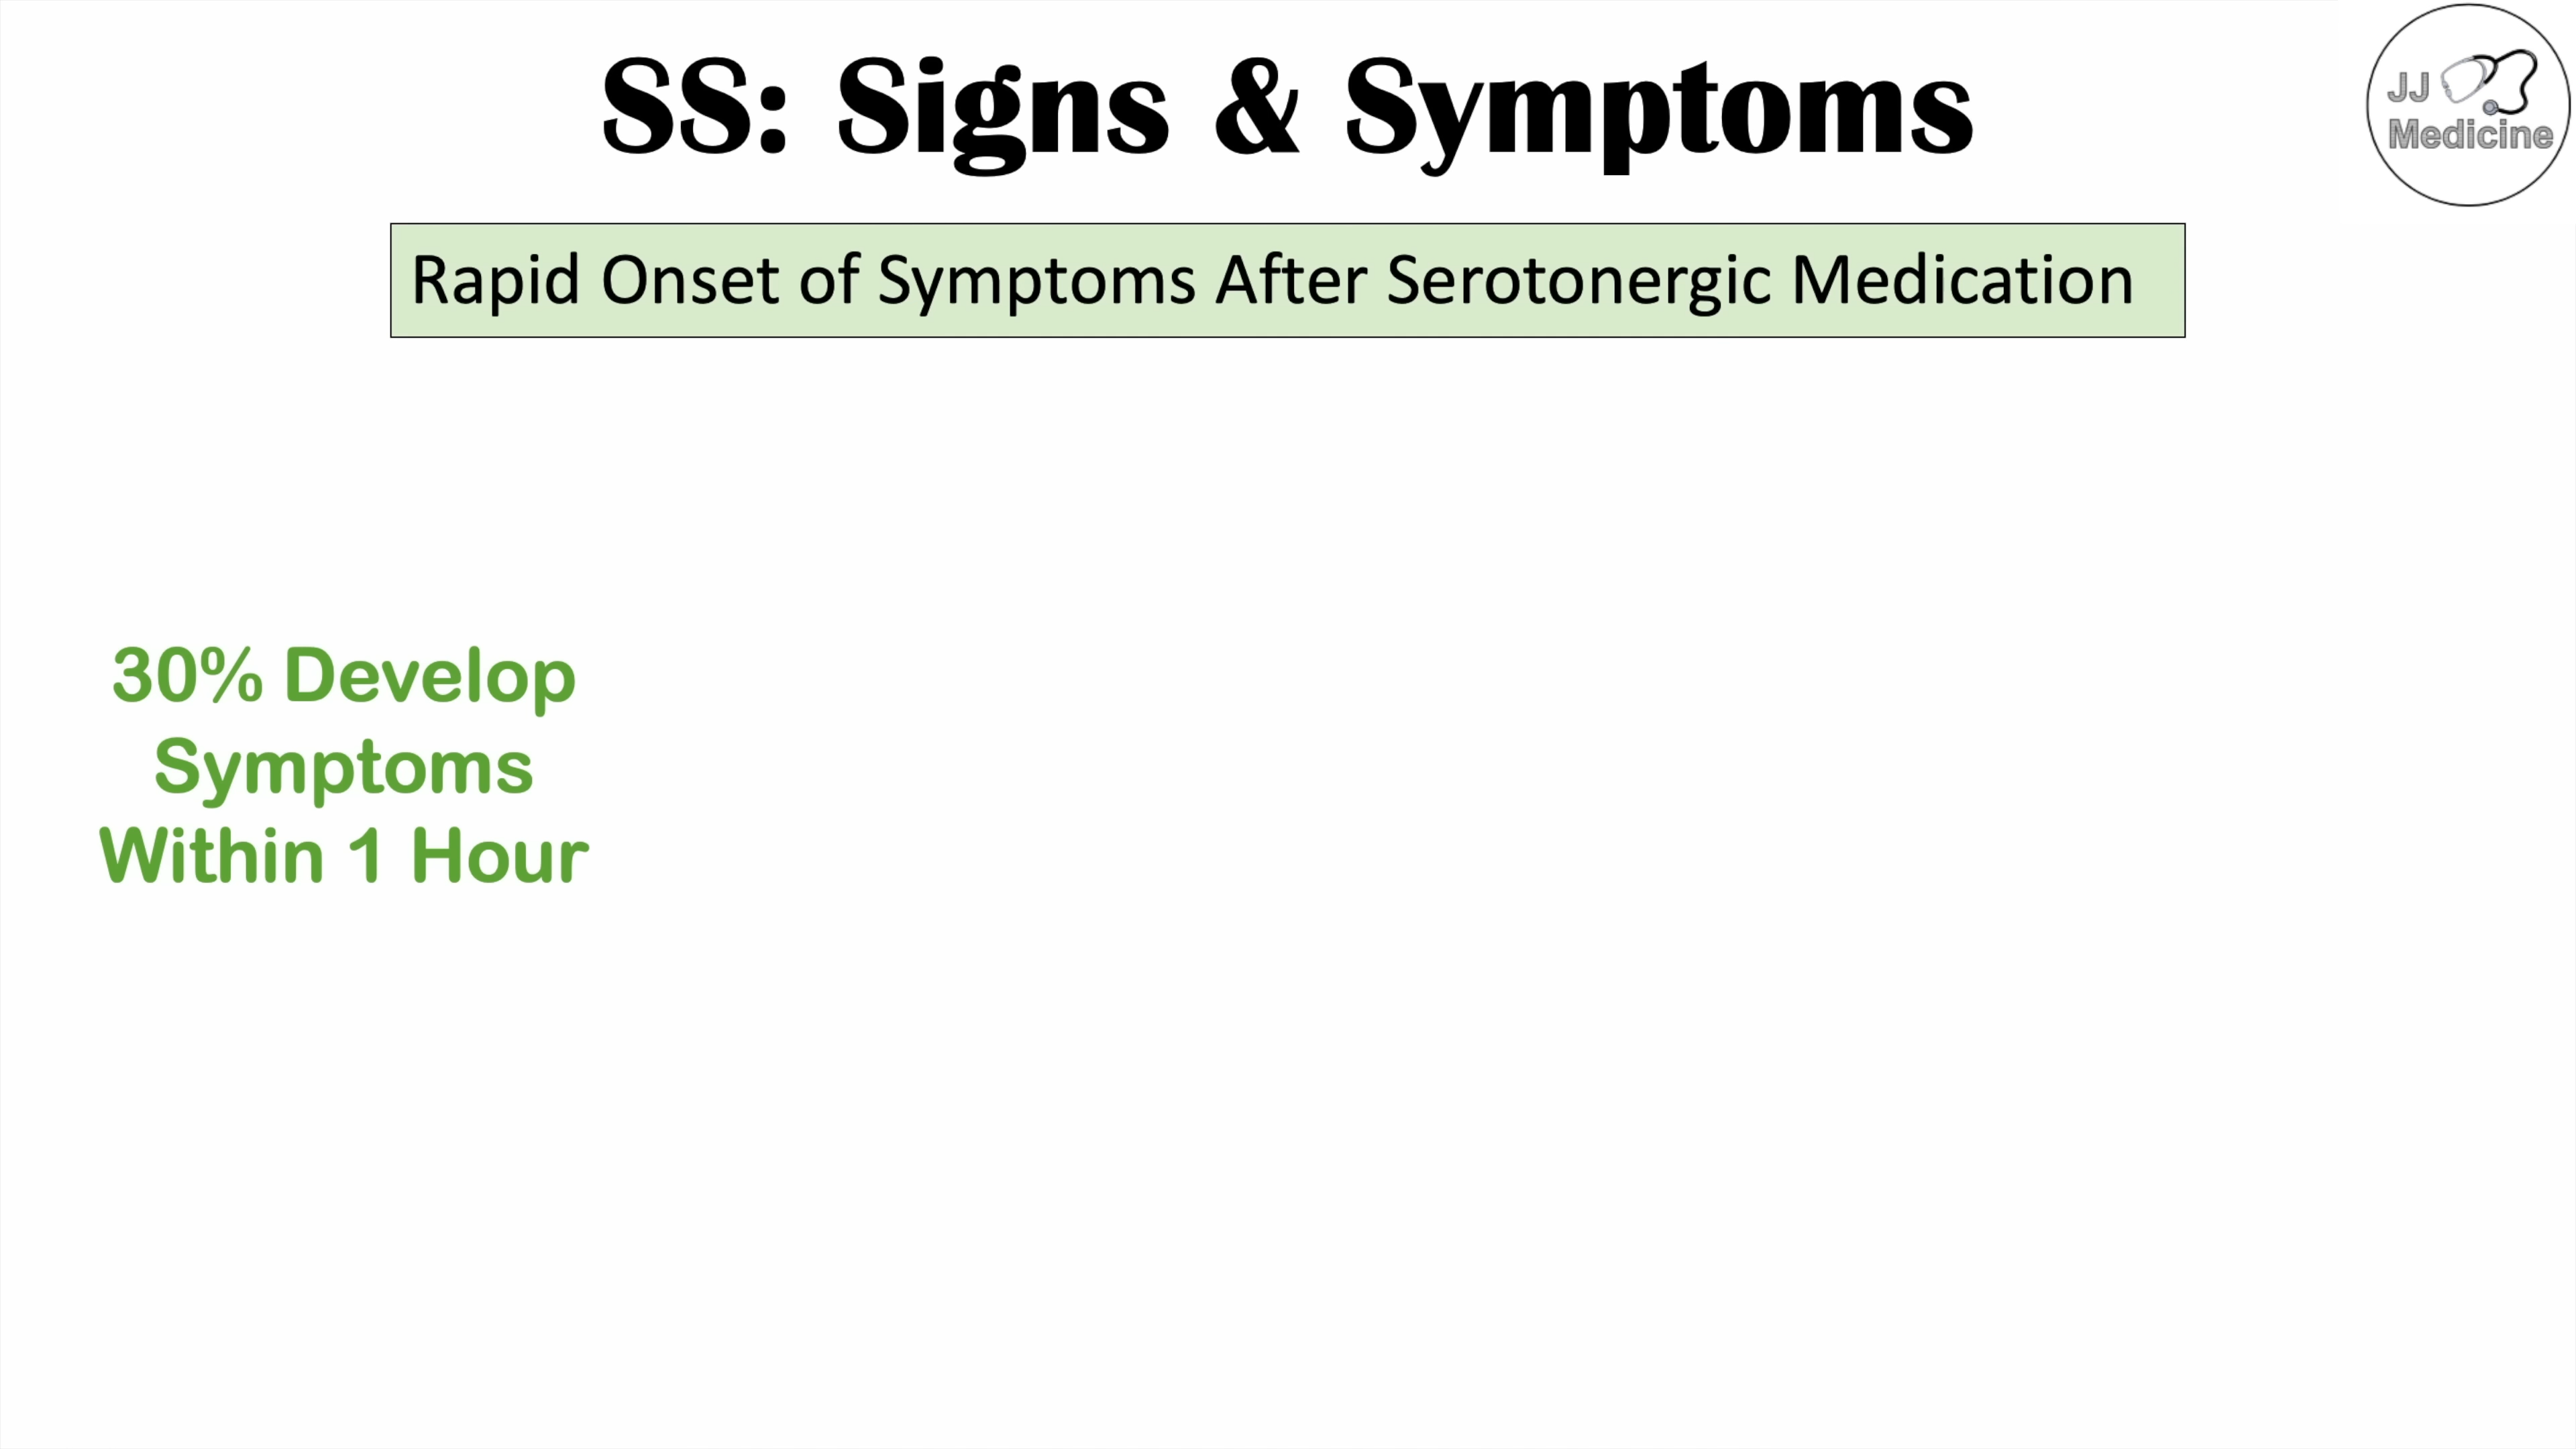 SS: Signs & Symptoms
JJ
Medicine
Rapid Onset of Symptoms After Serotonergic Medication
30% Develop
Symptoms
Within 1 Hour